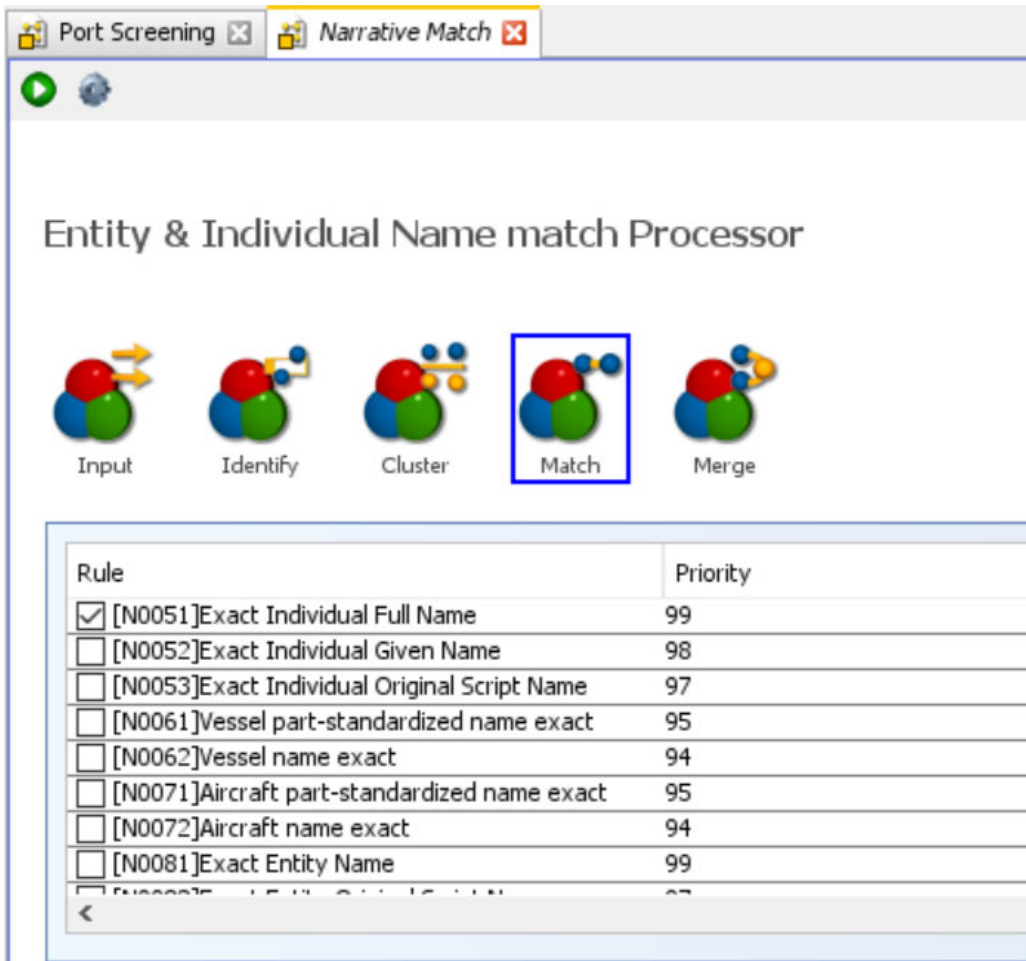 Port Screening
Narrative Match
Entity & Individual Name match Processor
Input
Identify
Cluster
Match
Merge
Rule Priority
[N0051]Exact Individual Full Name 99
[N0052]Exact Individual Given Name 98
[N0053]Exact Individual Original Script Name 97
[N0061]Vessel part-standardized name exact 95
[N0062]Vessel name exact 94
[N0071]Aircraft part-standardized name exact 95
[N0072]Aircraft name exact 94
[N0081]Exact Entity Name 99